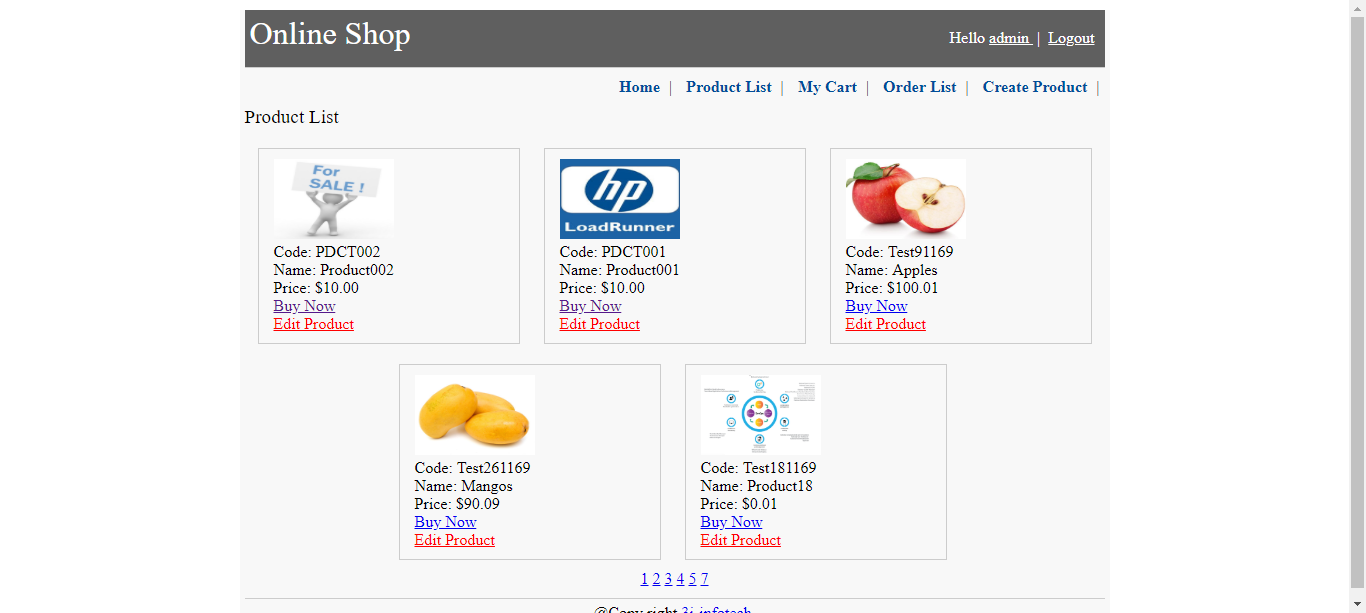 Online Shop
Hello admin | Logout
Home | Product List | My Cart | Order List | Create Product |
Product List
For
SALE !
Code: PDCT002
Name: Product002
Price: $10.00
Buy Now
Edit Product
hp
LoadRunner
Code: PDCT001
Name: Product001
Price: $10.00
Buy Now
Edit Product
Code: Test91169
Name: Apples
Price: $100.01
Buy Now
Edit Product
Code: Test261169
Name: Mangos
Price: $90.09
Buy Now
Edit Product
Code: Test181169
Name: Product18
Price: $0.01
Buy Now
Edit Product
1 2 3 4 5 7
@Copy right 3i-infotech